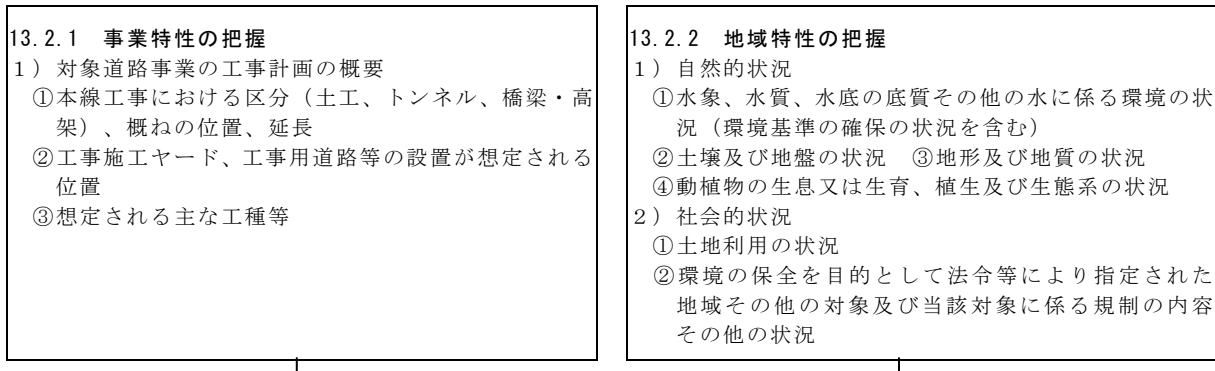 13.2.1 事業特性の把握
1) 対象道路事業の工事計画の概要
①本線工事における区分（土工、トンネル、橋梁・高
架）、概ねの位置、延長
②工事施工ヤード、工事用道路等の設置が想定される
位置
③想定される主な工種等
13.2.2 地域特性の把握
1) 自然的状況
①水象、水質、水底の底質その他の水に係る環境の状
況（環境基準の確保の状況を含む）
②土壌及び地盤の状況 ③地形及び地質の状況
④動植物の生息又は生育、植生及び生態系の状況
2) 社会的状況
①土地利用の状況
②環境の保全を目的として法令等により指定された
地域その他の対象及び当該対象に係る規制の内容
その他の状況